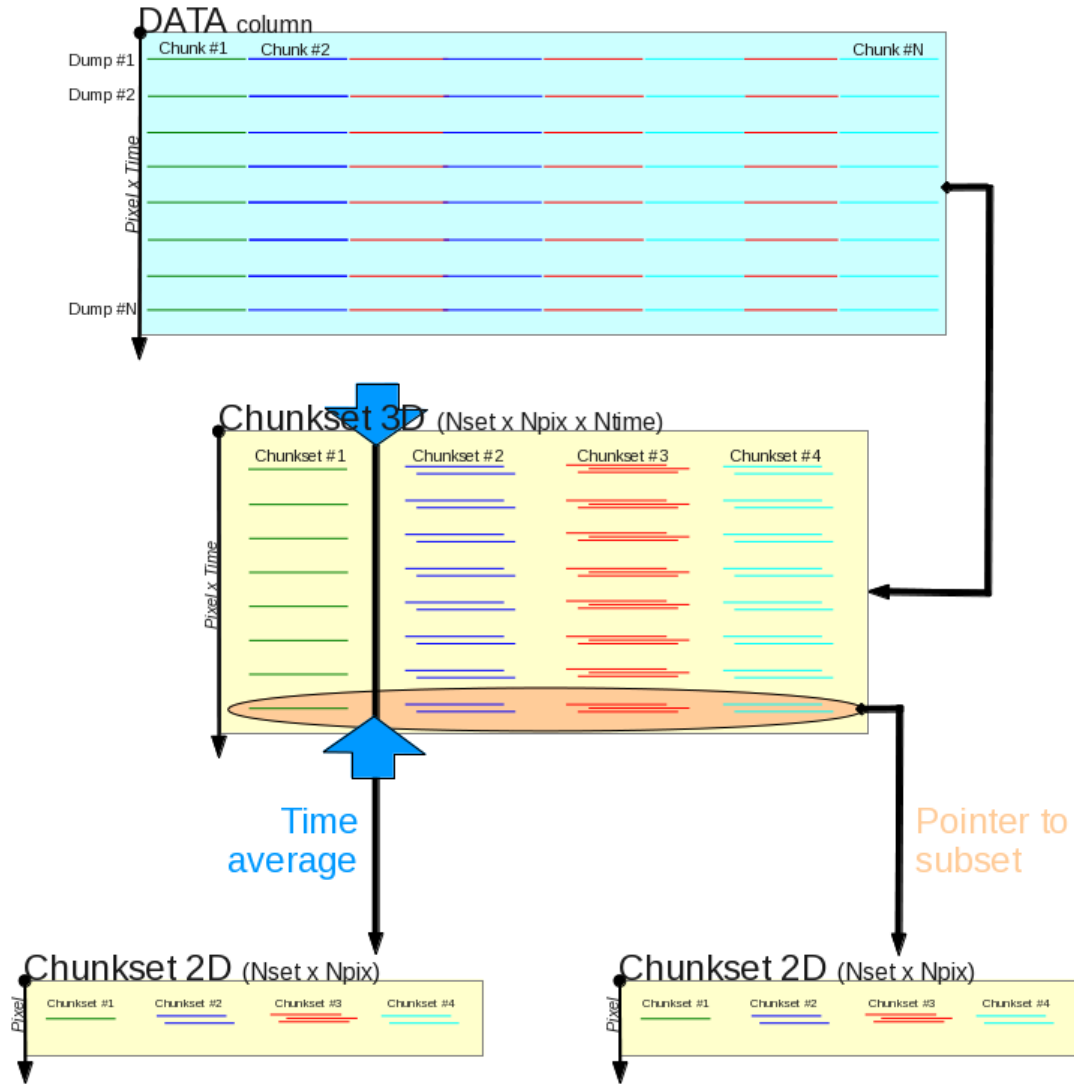 DATA column
Chunk #1 Chunk #2 Chunk #N
Dump #1
Dump #2
Pixel x Time
Dump #N
Chunkset 3D (Nset x Npix x Ntime)
Chunkset #1 Chunkset #2 Chunkset #3 Chunkset #4
Pixel x Time
Time
average
Pointer to
subset
Chunkset 2D (Nset x Npix)
Chunkset #1 Chunkset #2 Chunkset #3 Chunkset #4
Pixel
Chunkset 2D (Nset x Npix)
Chunkset #1 Chunkset #2 Chunkset #3 Chunkset #4
Pixel